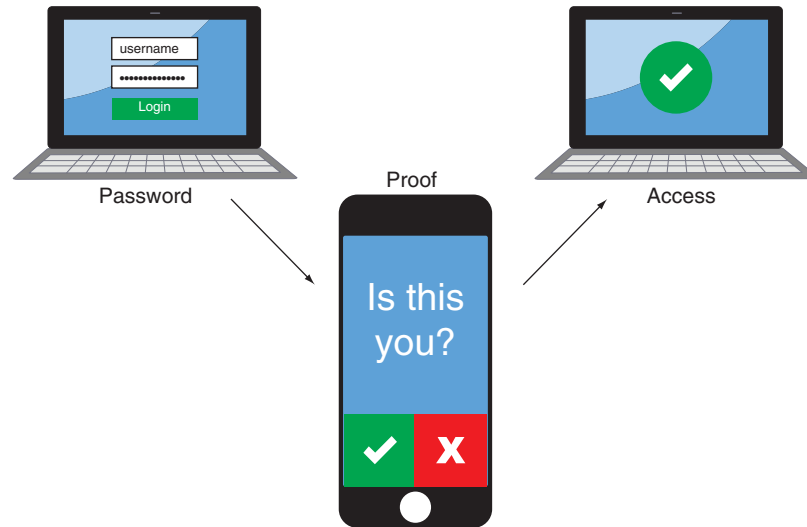 username
••••••••••••••
Login
Password
Proof
Is this
you?
Access